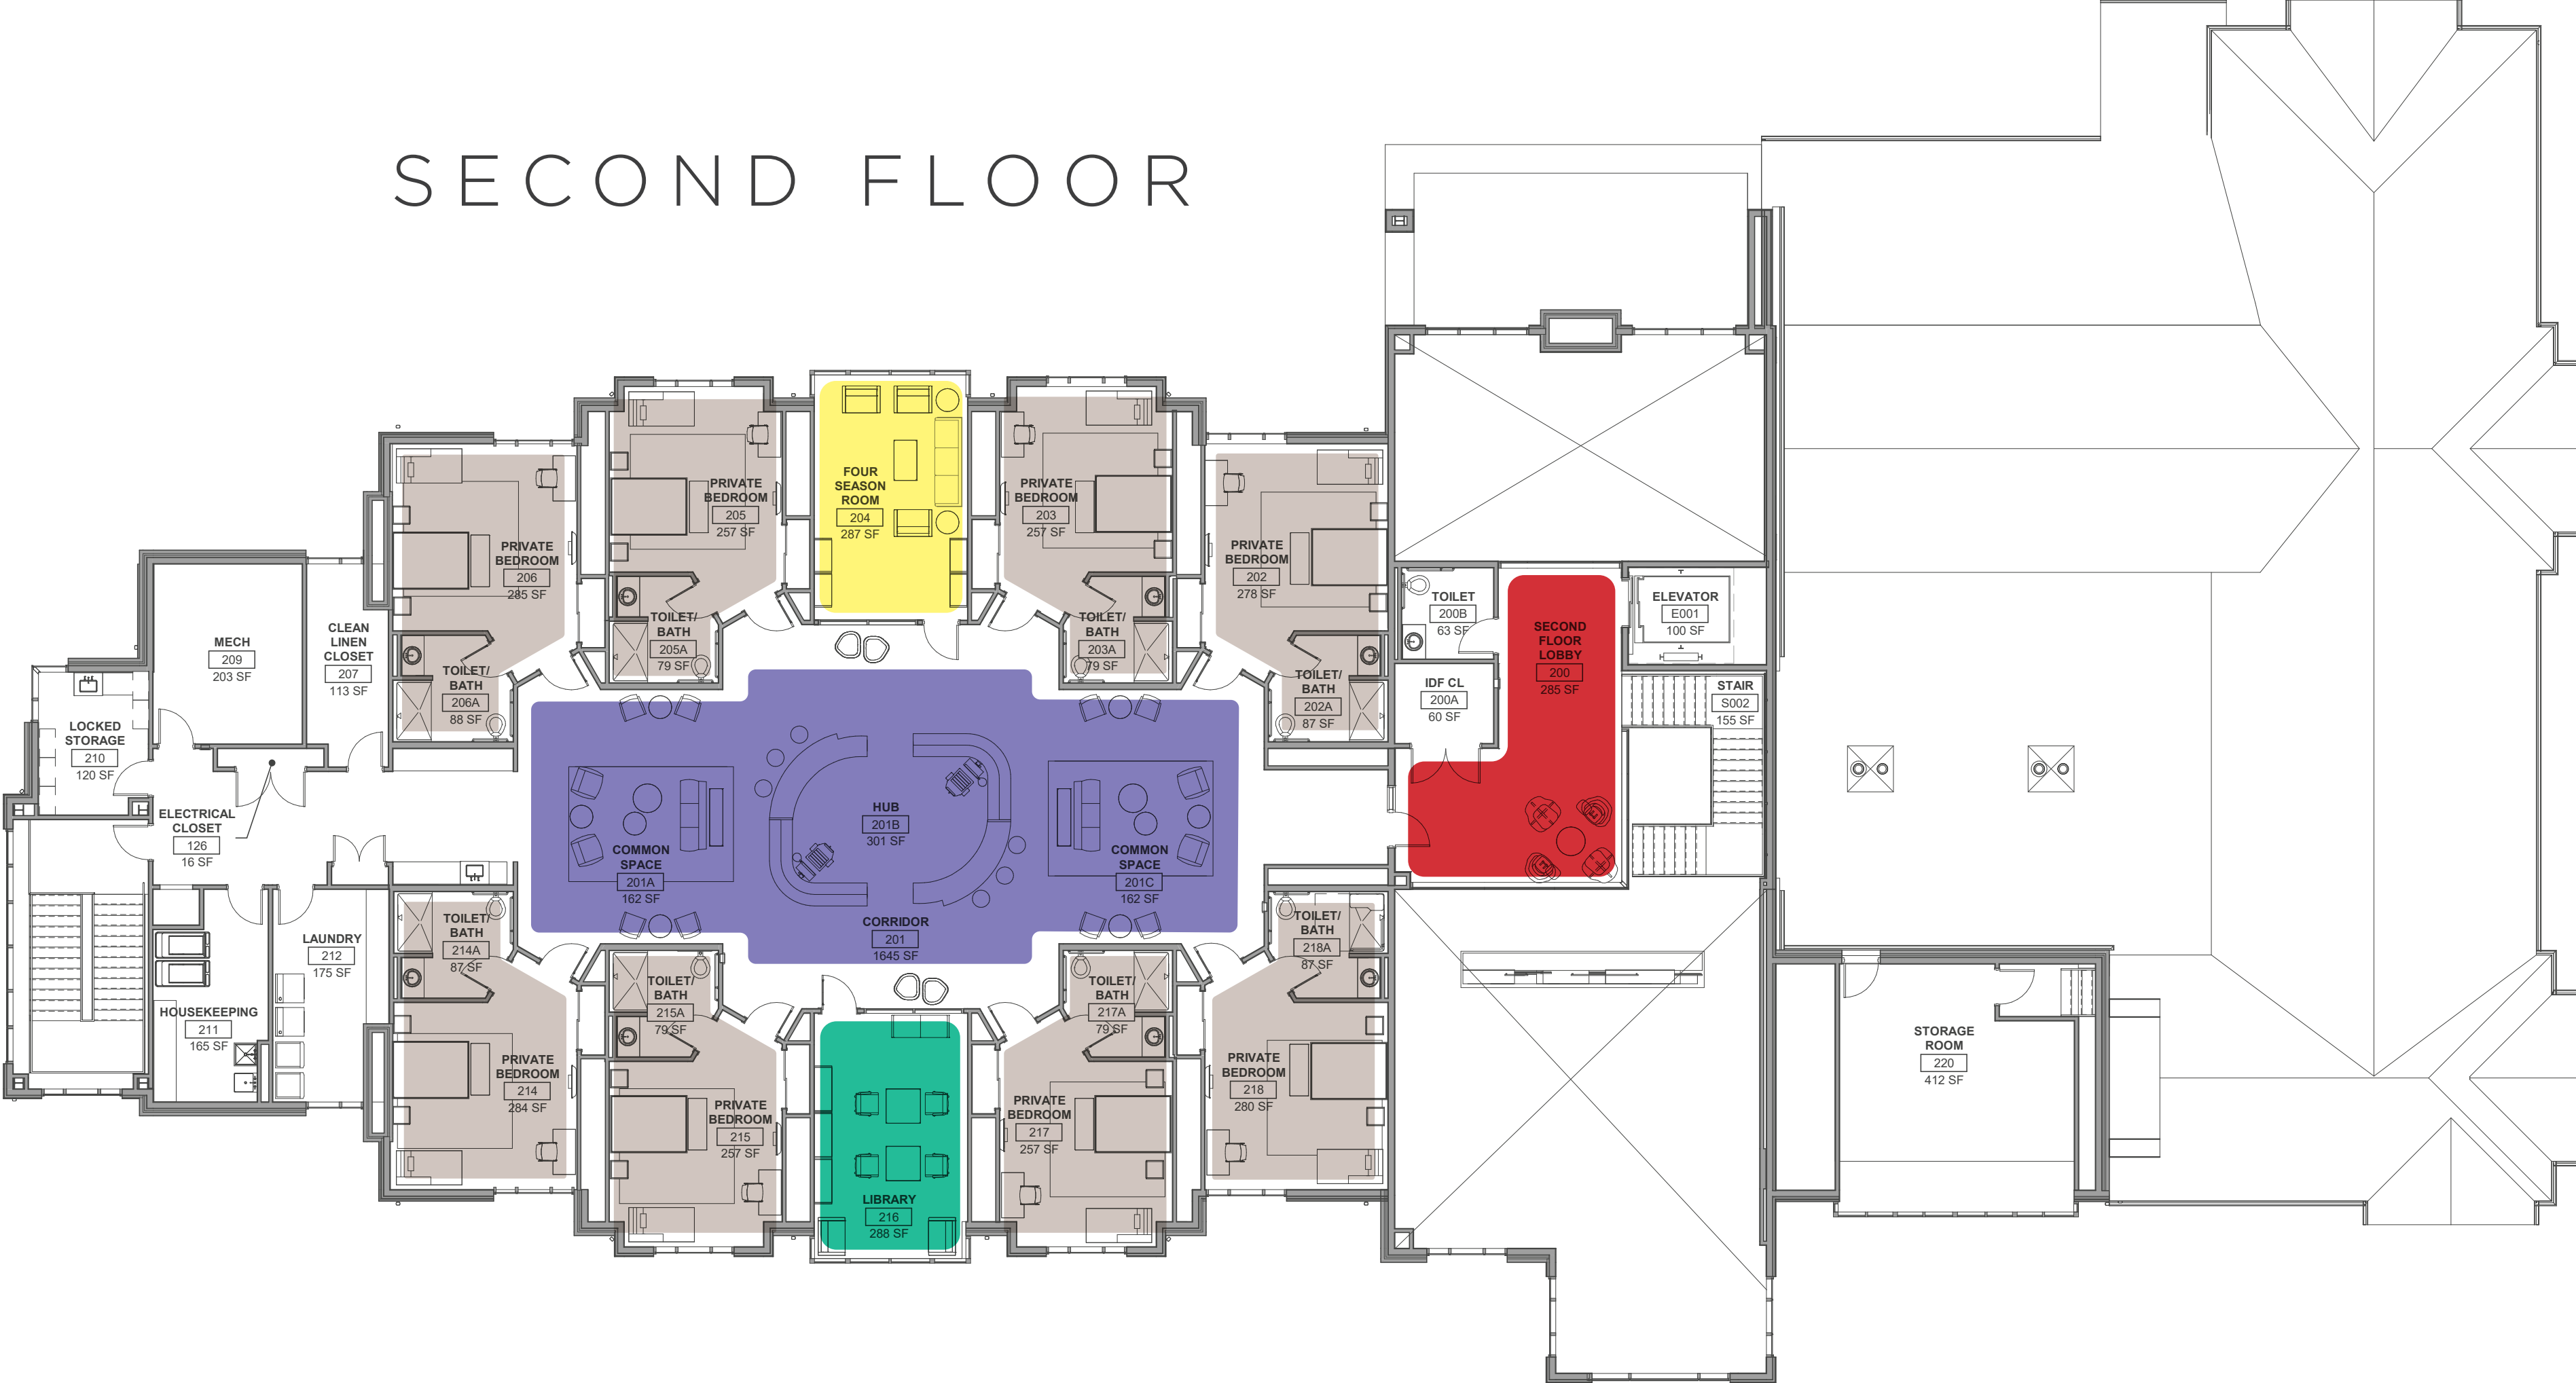 SECOND FLOOR
FOUR
SEASON
ROOM
204
287 SF
PRIVATE
BEDROOM
205
257 SF
PRIVATE
BEDROOM
203
257 SF
PRIVATE
BEDROOM
206
285 SF
PRIVATE
BEDROOM
202
278 SF
TOILET/
BATH
205A
79 SF
TOILET/
BATH
203A
79 SF
TOILET
200B
63 SF
SECOND
FLOOR
LOBBY
200
285 SF
ELEVATOR
E001
100 SF
MECH
209
203 SF
CLEAN
LINEN
CLOSET
207
113 SF
TOILET/
BATH
206A
88 SF
TOILET/
BATH
202A
87 SF
IDF CL
200A
60 SF
STAIR
S002
155 SF
LOCKED
STORAGE
210
120 SF
ELECTRICAL
CLOSET
126
16 SF
HUB
201B
301 SF
COMMON
SPACE
201A
162 SF
COMMON
SPACE
201C
162 SF
CORRIDOR
201
1645 SF
TOILET/
BATH
214A
87 SF
TOILET/
BATH
218A
87 SF
LAUNDRY
212
175 SF
TOILET/
BATH
215A
79 SF
TOILET/
BATH
217A
79 SF
HOUSEKEEPING
211
165 SF
STORAGE
ROOM
220
412 SF
PRIVATE
BEDROOM
214
284 SF
PRIVATE
BEDROOM
218
280 SF
PRIVATE
BEDROOM
215
257 SF
PRIVATE
BEDROOM
217
257 SF
LIBRARY
216
288 SF